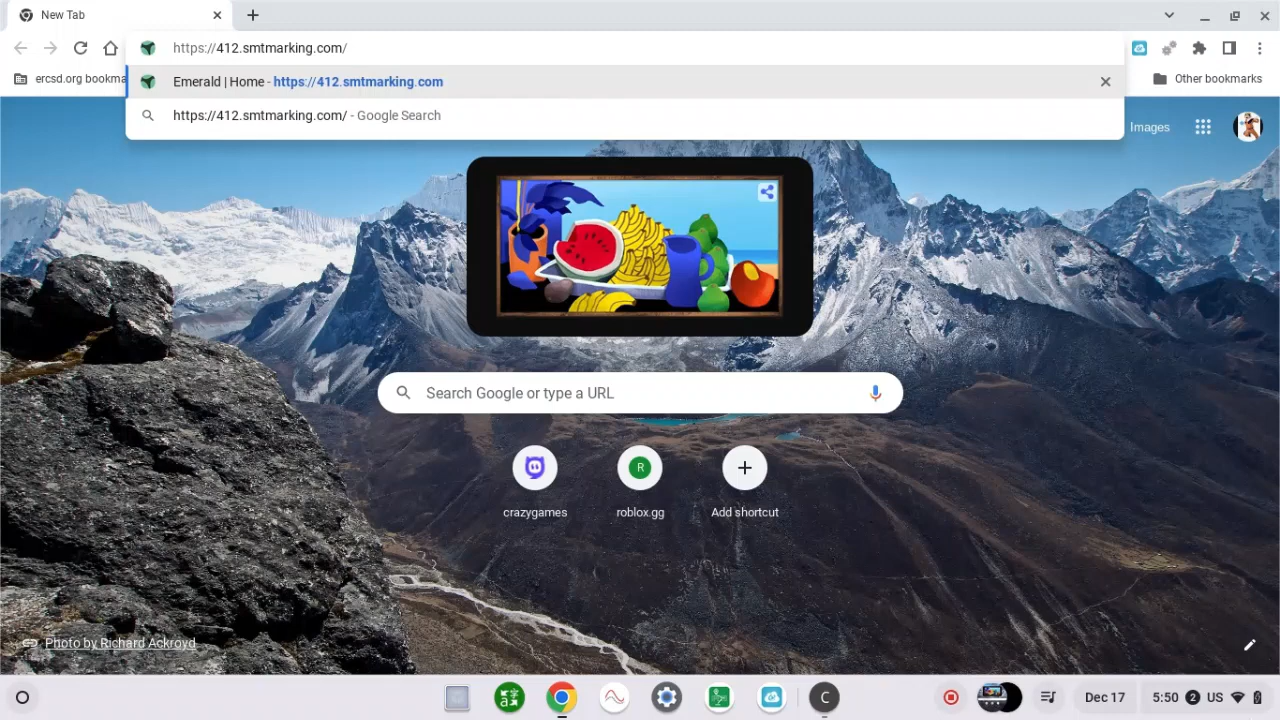 New Tab
https://412.smtmarking.com/
ercsd.org bookma
Emerald | Home - https://412.smtmarking.com
Other bookmarks
https://412.smtmarking.com/ - Google Search
Images
Search Google or type a URL
R
crazygames
roblox.gg
Add shortcut
Photo by Richard Ackroyd
C
Dec 17
5:50
2
US